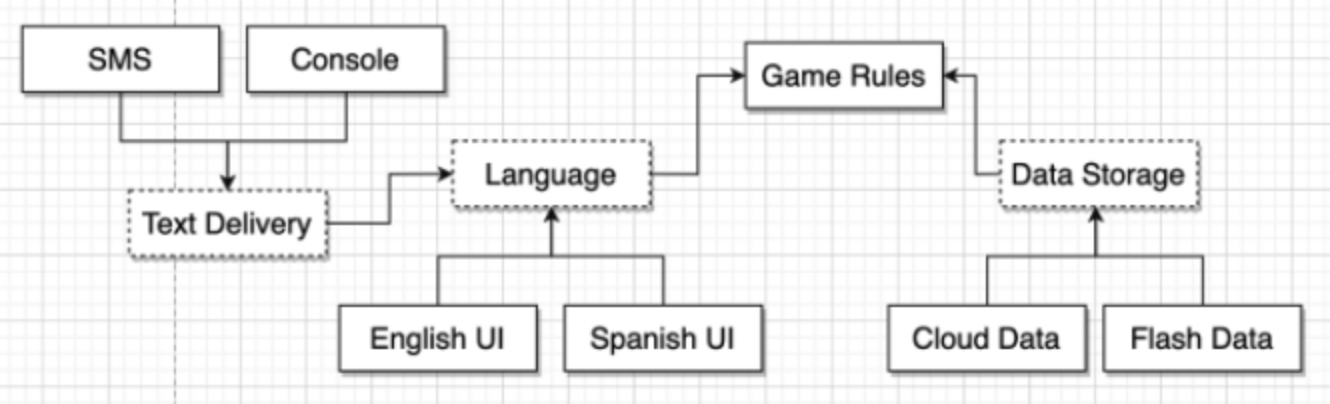 SMS
Console
Game Rules
Language
Data Storage
Text Delivery
English UI
Spanish UI
Cloud Data
Flash Data